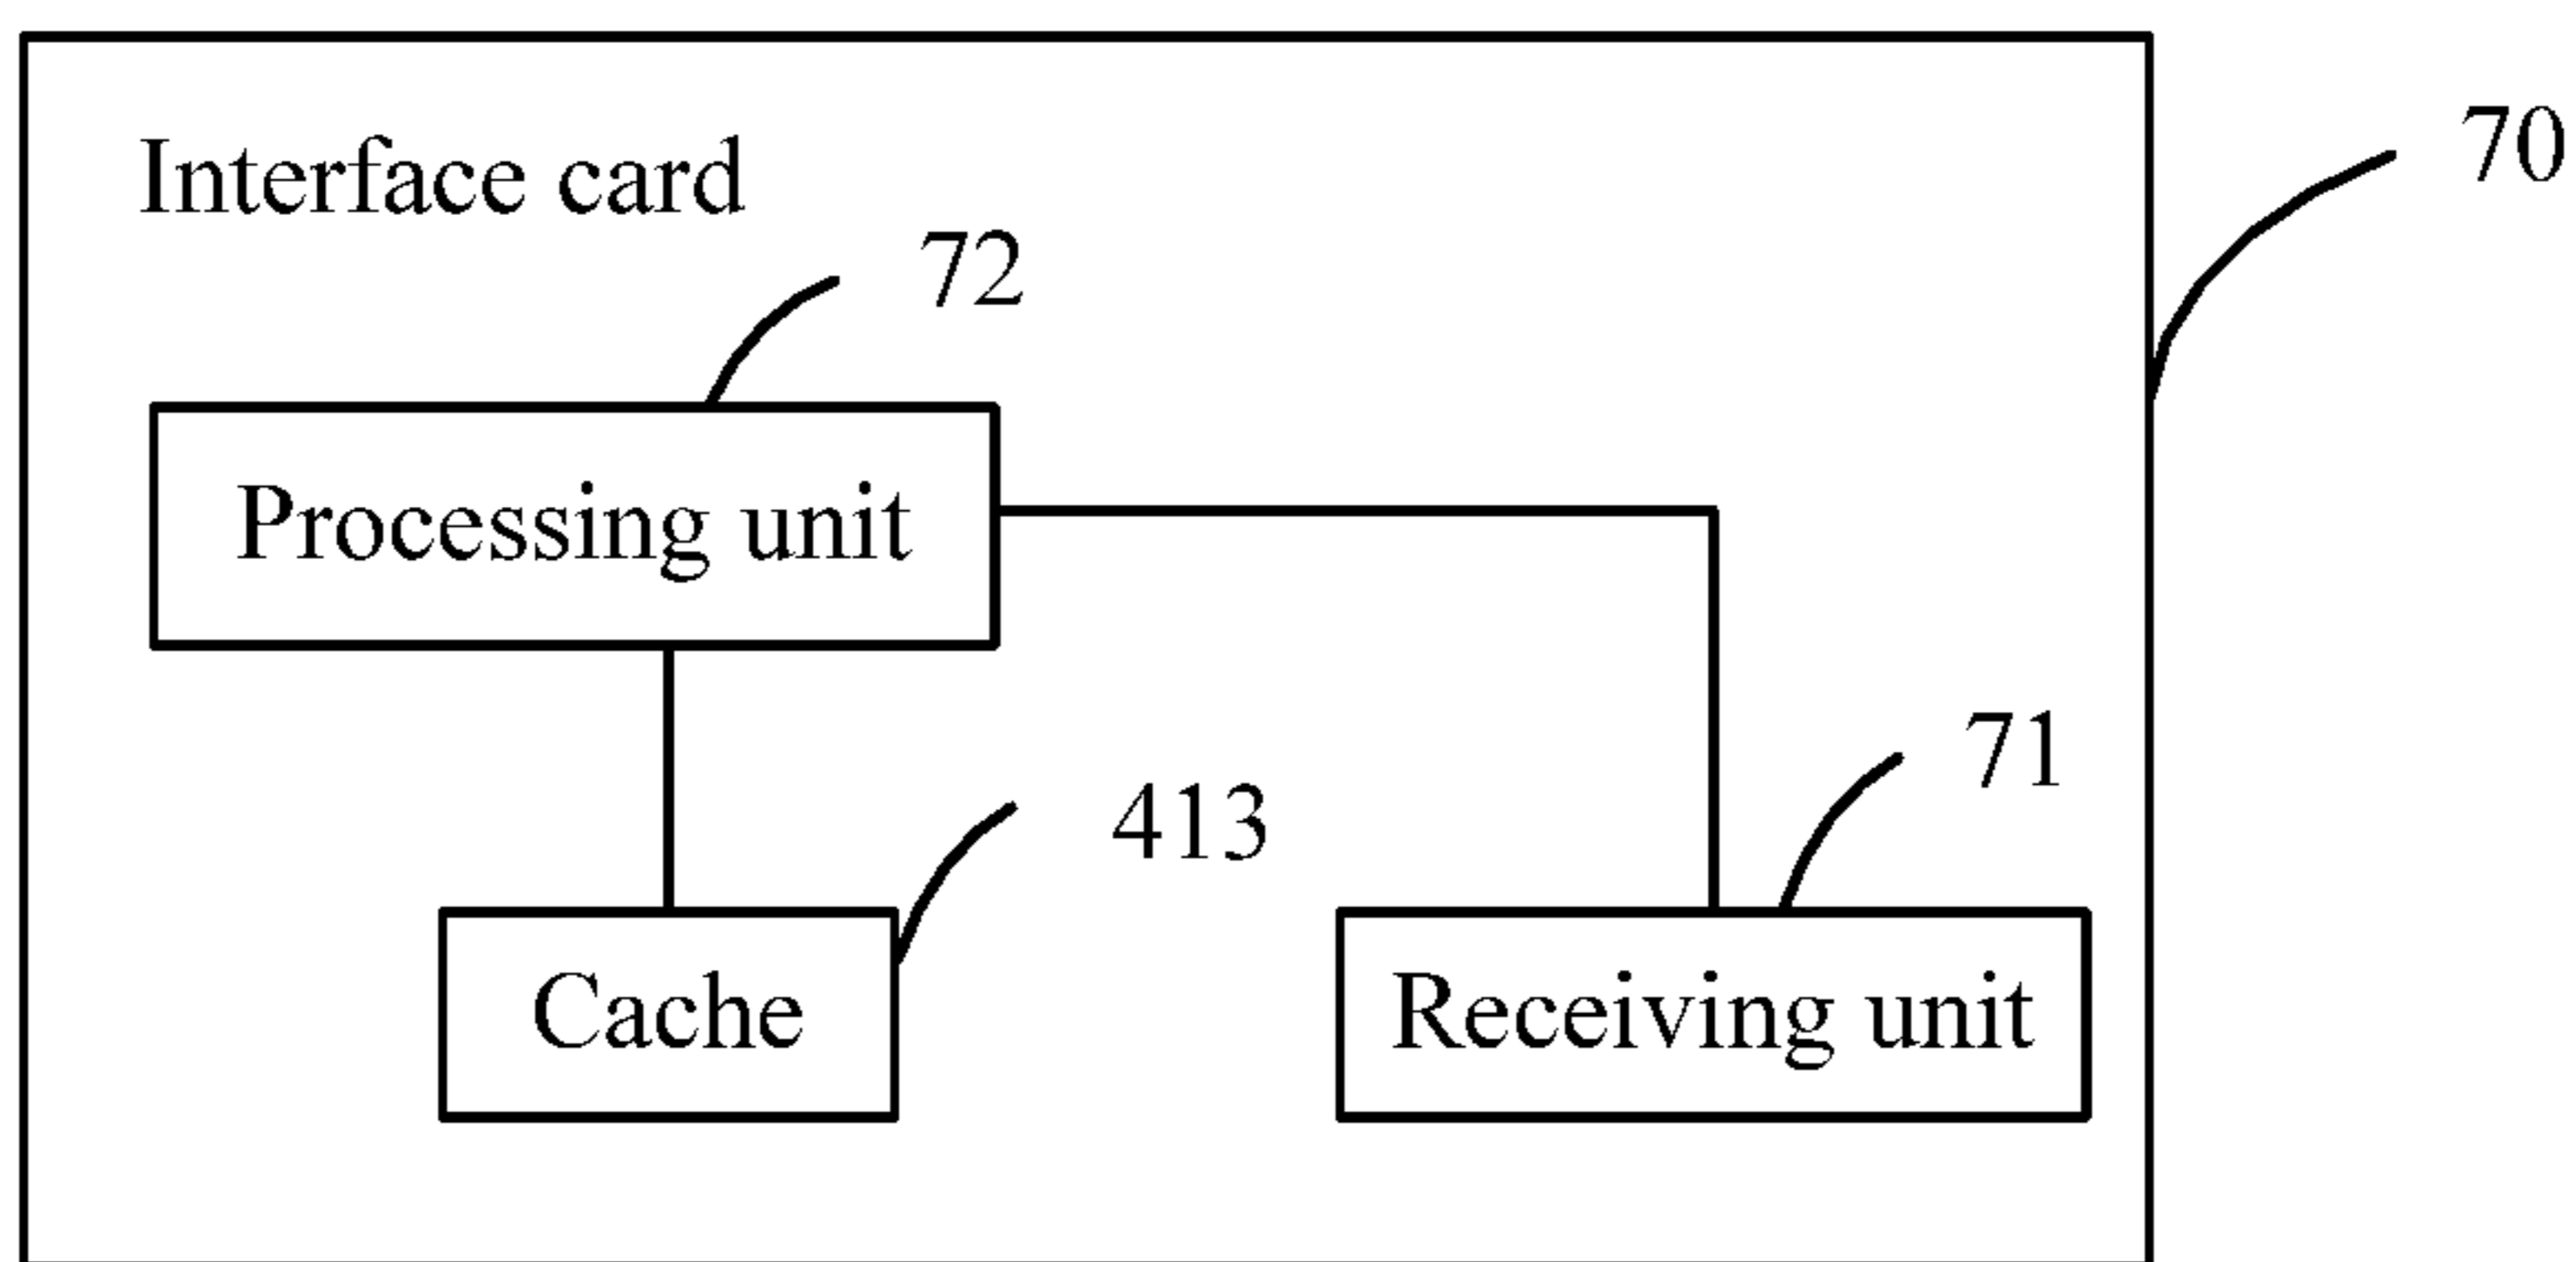 70
Interface card
72
Processing unit
71
413
Cache
Receiving unit